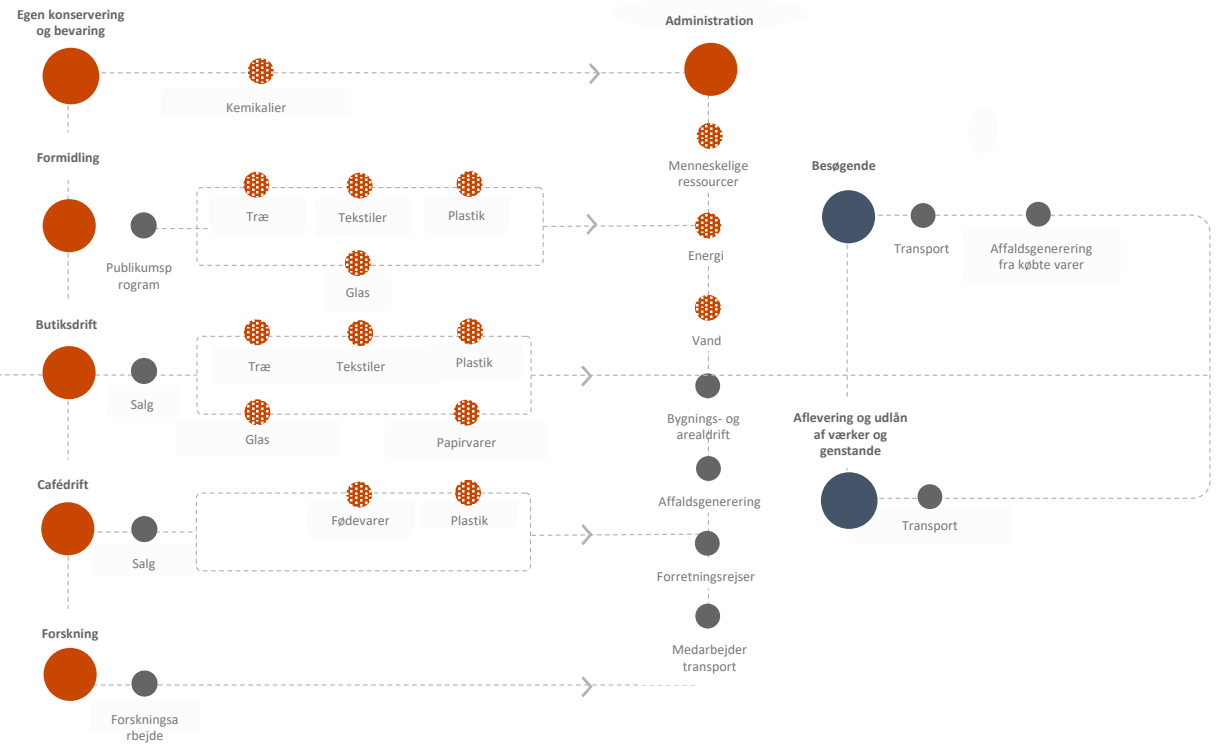 Egen konservering
og bevaring
Kemikalier
Formidling
Publikumsp
rogram
Træ
Tekstiler
Plastik
Glas
Butiksdrift
Salg
Træ
Tekstiler
Plastik
Glas
Papirvarer
Cafédrift
Salg
Fødevarer
Plastik
Forskning
Forskningsa
rbejde
Administration
Menneskelige
ressourcer
Energi
Vand
Bygnings- og
arealdrift
Affaldsgenerering
Forretningsrejser
Medarbejder
transport
Besøgende
Transport
Affaldsgenerering
fra købte varer
Aflevering og udlån
af værker og
genstande
Transport